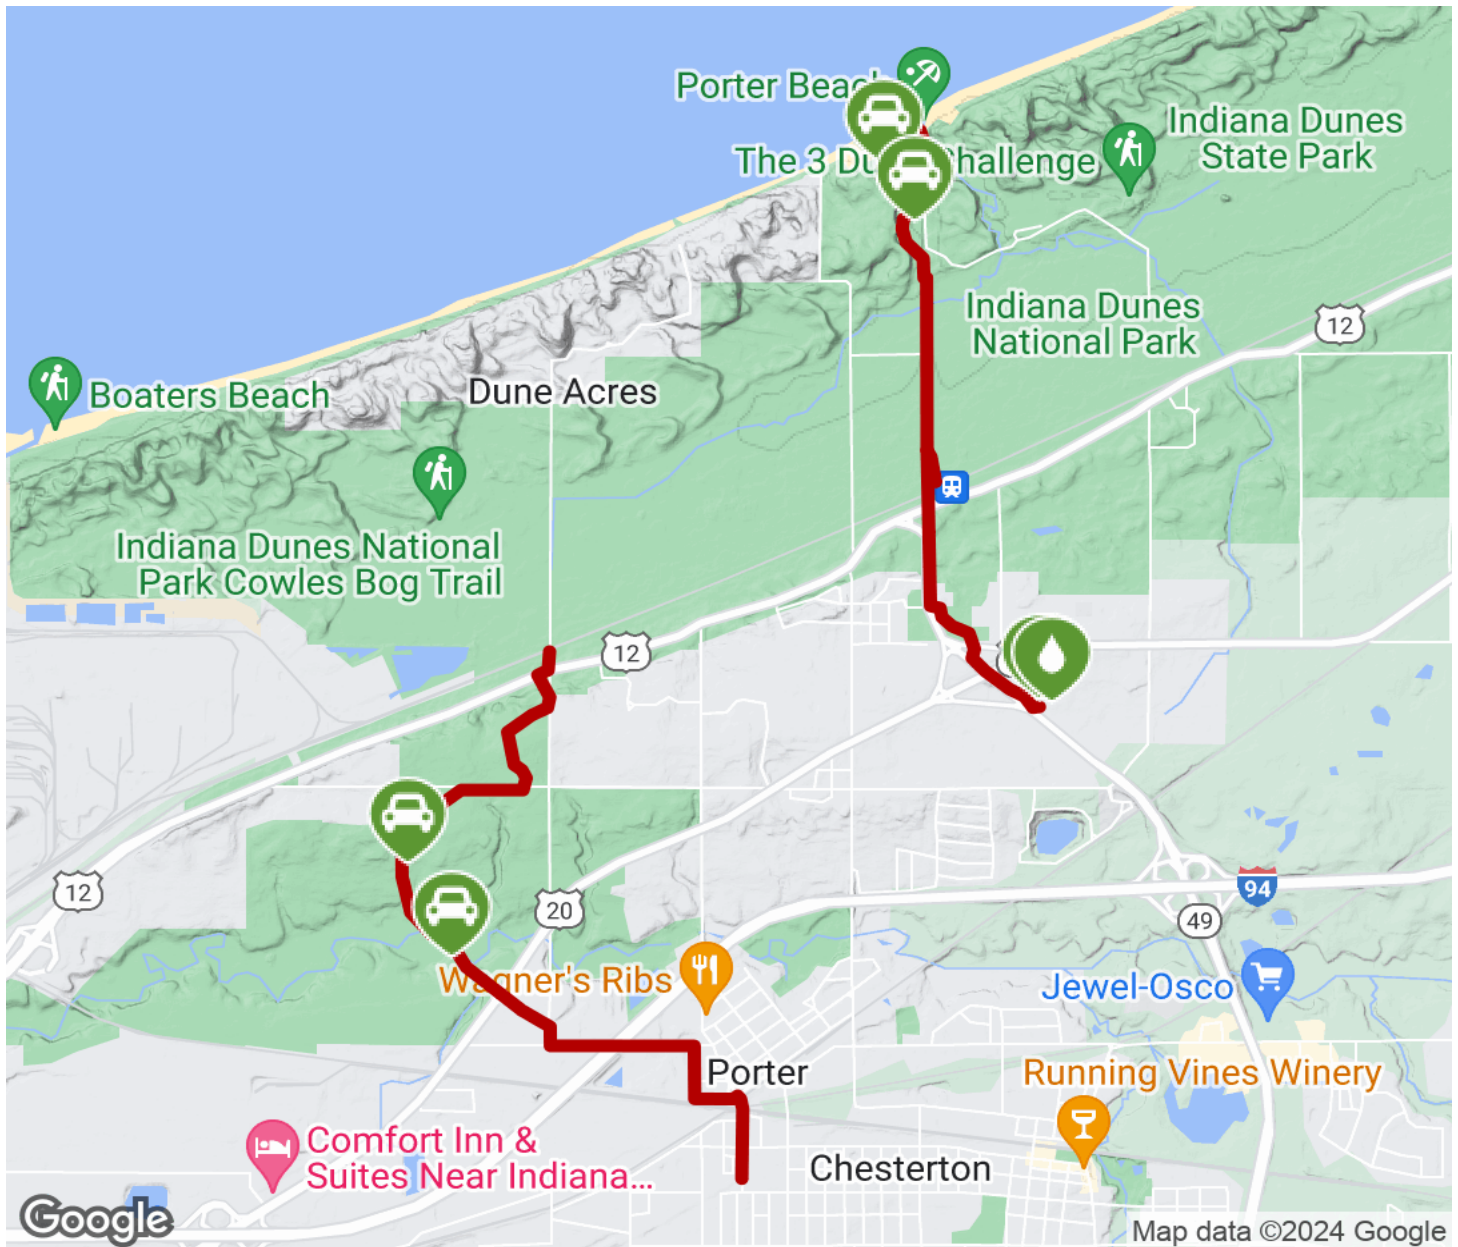 Porter Beach
The 3 Dune Challenge
Indiana Dunes
State Park
Indiana Dunes
National Park
12
Boaters Beach
Dune Acres
Indiana Dunes National
Park Cowles Bog Trail
12
12
20
94
49
Wagner's Ribs
Jewel-Osco
Porter
Running Vines Winery
Comfort Inn &
Suites Near Indiana...
Chesterton
Google
Map data ©2024 Google